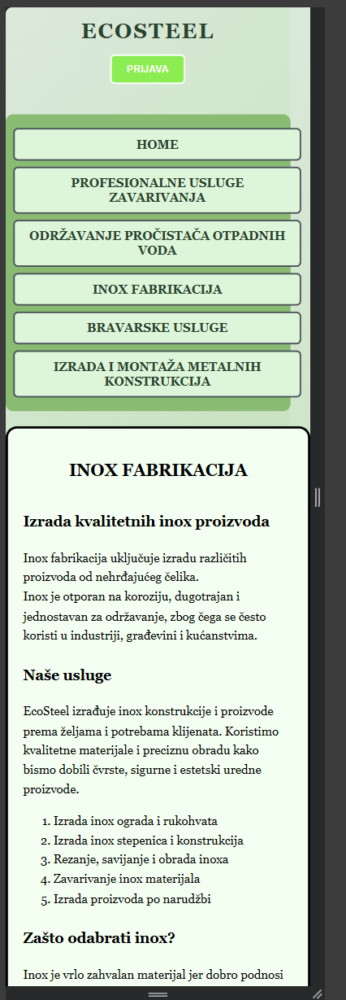 ECOSTEEL
PRIJAVA
HOME
PROFESIONALNE USLUGE
ZAVARIVANJA
ODRŽAVANJE PROČISTAČA OTPADNIH
VODA
INOX FABRIKACIJA
BRAVARSKE USLUGE
IZRADA I MONTAŽA METALNIH
KONSTRUKCIJA
INOX FABRIKACIJA
Izrada kvalitetnih inox proizvoda
Inox fabrikacija uključuje izradu različitih
proizvoda od nehrđajućeg čelika.
Inox je otporan na koroziju, dugotrajan i
jednostavan za održavanje, zbog čega se često
koristi u industriji, građevini i kućanstvima.
Naše usluge
EcoSteel izrađuje inox konstrukcije i proizvode
prema željama i potrebama klijenata. Koristimo
kvalitetne materijale i preciznu obradu kako
bismo dobili čvrste, sigurne i estetski uredne
proizvode.
1. Izrada inox ograda i rukohvata
2. Izrada inox stepenica i konstrukcija
3. Rezanje, savijanje i obrada inoxa
4. Zavarivanje inox materijala
5. Izrada proizvoda po narudžbi
Zašto odabrati inox?
Inox je vrlo zahvalan materijal jer dobro podnosi